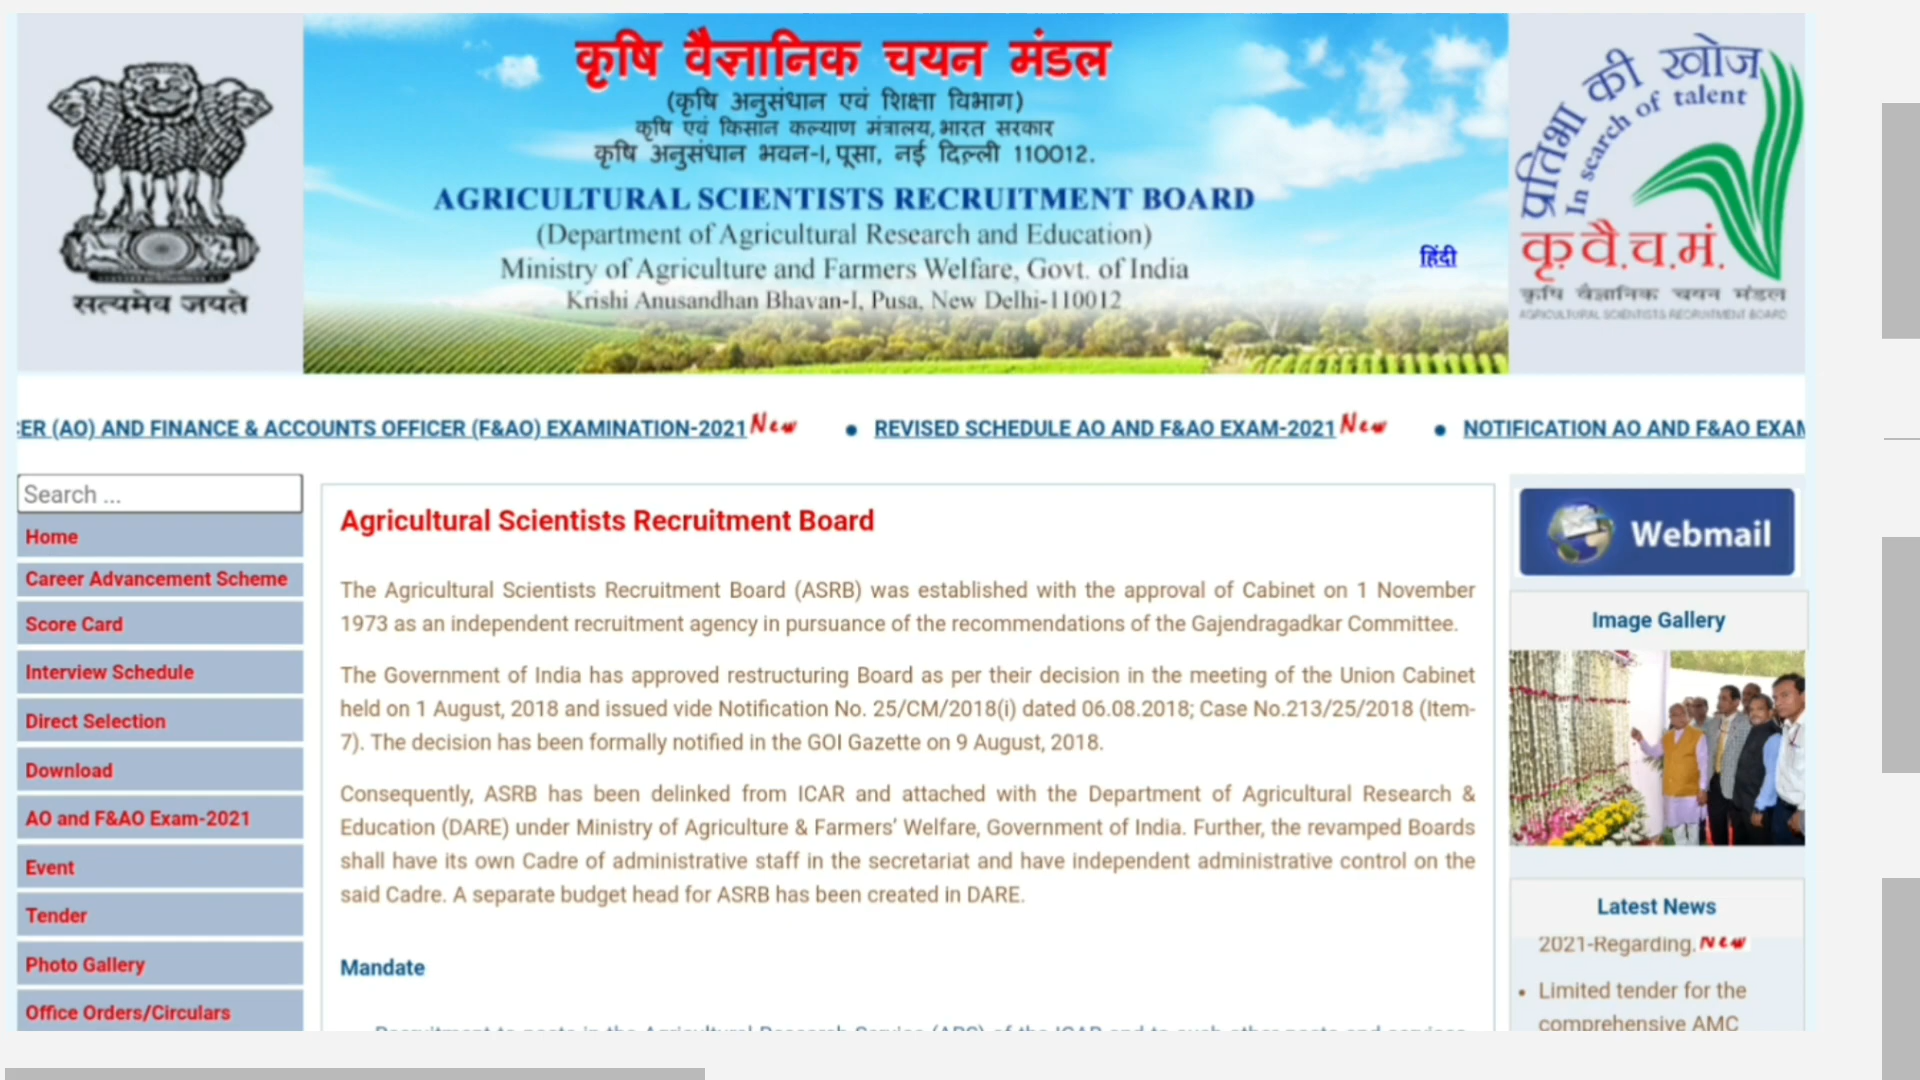 सत्यमेव जयते
कृषि वैज्ञानिक चयन मंडल
(कृषि अनुसंधान एवं शिक्षा विभाग)
कृषि एवं किसान कल्याण मंत्रालय, भारत सरकार
कृषि अनुसंधान भवन-I, पूसा, नई दिल्ली 110012.
AGRICULTURAL SCIENTISTS RECRUITMENT BOARD
(Department of Agricultural Research and Education)
Ministry of Agriculture and Farmers Welfare, Govt. of India
Krishi Anusandhan Bhavan-I, Pusa, New Delhi-110012
हिंदी
प्रतिभा की खोज
In search of talent
कृ.वै.च.मं.
कृषि वैज्ञानिक चयन मंडल
AGRICULTURAL SCIENTISTS RECRUITMENT BOARD
ER (AO) AND FINANCE & ACCOUNTS OFFICER (F&AO) EXAMINATION-2021 New • REVISED SCHEDULE AO AND F&AO EXAM-2021 New • NOTIFICATION AO AND F&AO EXAM
Search ...
Home
Career Advancement Scheme
Score Card
Interview Schedule
Direct Selection
Download
AO and F&AO Exam-2021
Event
Tender
Photo Gallery
Office Orders/Circulars
Agricultural Scientists Recruitment Board
The Agricultural Scientists Recruitment Board (ASRB) was established with the approval of Cabinet on 1 November
1973 as an independent recruitment agency in pursuance of the recommendations of the Gajendragadkar Committee.
The Government of India has approved restructuring Board as per their decision in the meeting of the Union Cabinet
held on 1 August, 2018 and issued vide Notification No. 25/CM/2018(i) dated 06.08.2018; Case No.213/25/2018 (Item-
7). The decision has been formally notified in the GOI Gazette on 9 August, 2018.
Consequently, ASRB has been delinked from ICAR and attached with the Department of Agricultural Research &
Education (DARE) under Ministry of Agriculture & Farmers' Welfare, Government of India. Further, the revamped Boards
shall have its own Cadre of administrative staff in the secretariat and have independent administrative control on the
said Cadre. A separate budget head for ASRB has been created in DARE.
Mandate
Webmail
Image Gallery
Latest News
2021-Regarding. New
• Limited tender for the
comprehensive AMC